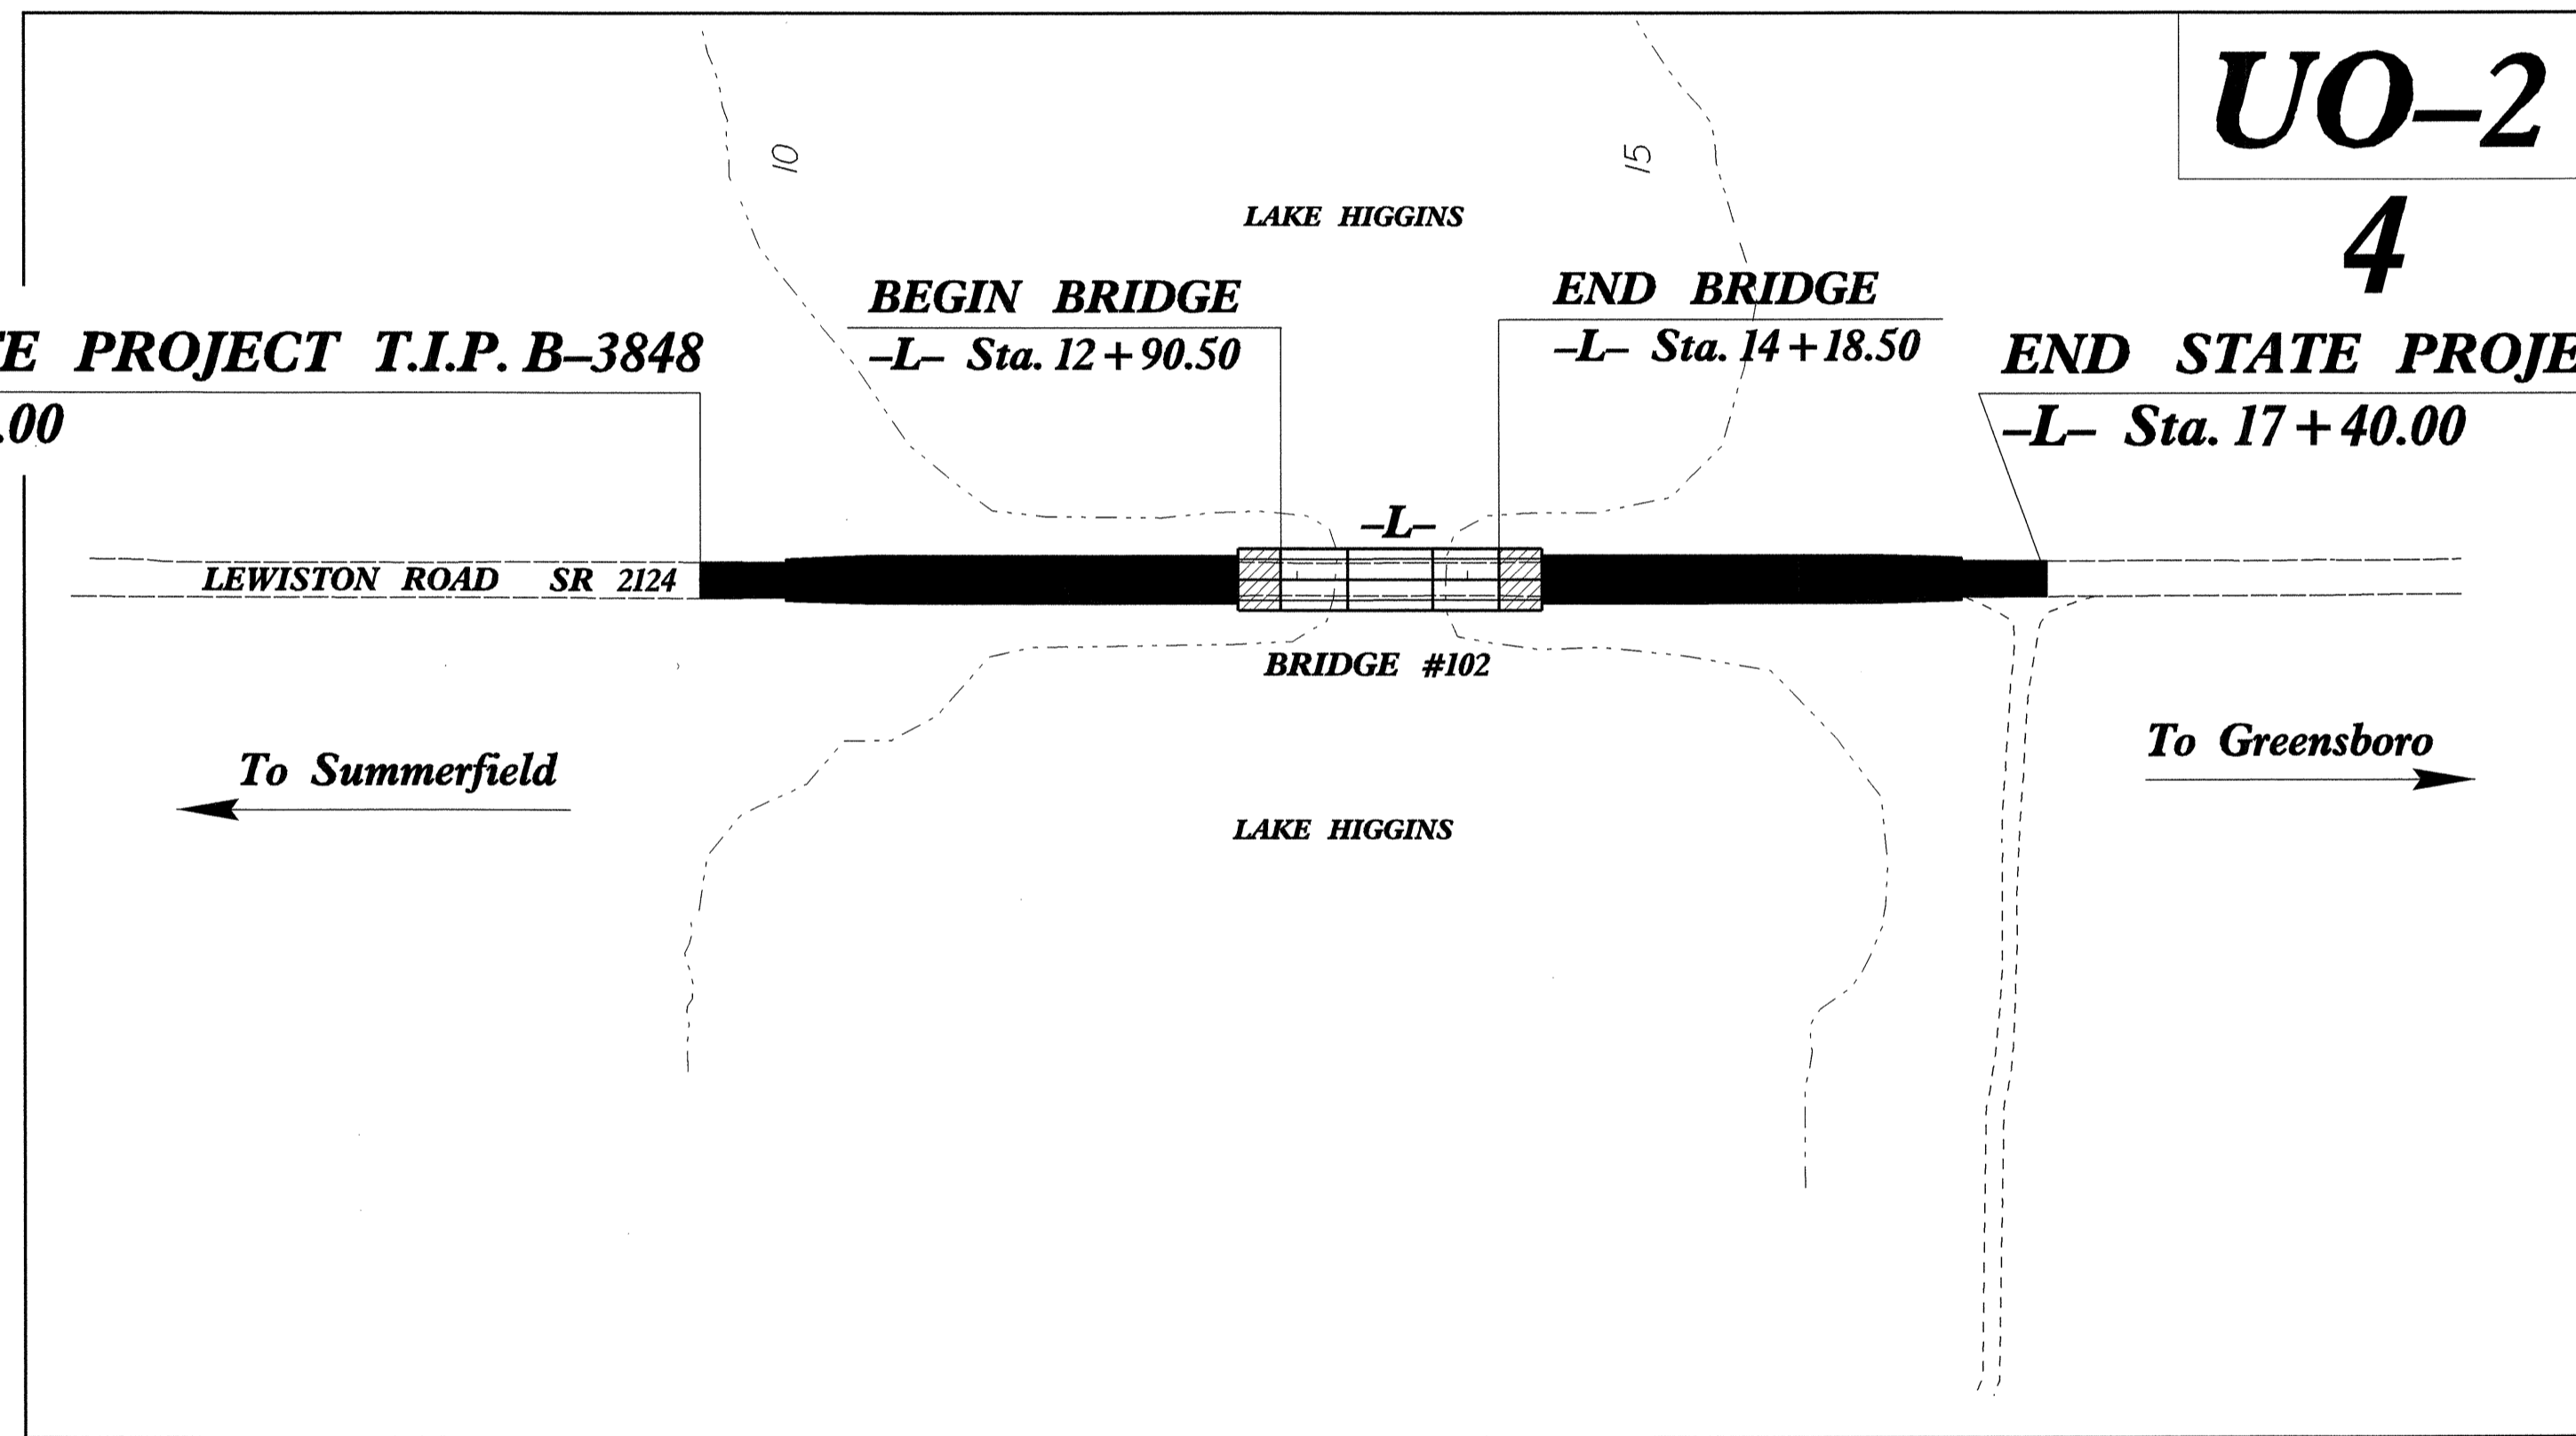 UO–2
4
10
15
LAKE HIGGINS
BEGIN BRIDGE
–L– Sta. 12+90.50
END BRIDGE
–L– Sta. 14+18.50
PROJECT T.I.P. B–3848
.00
END STATE
–L– Sta. 17+40.00
–L–
LEWISTON ROAD SR 2124
BRIDGE #102
To Summerfield
To Greensboro
LAKE HIGGINS